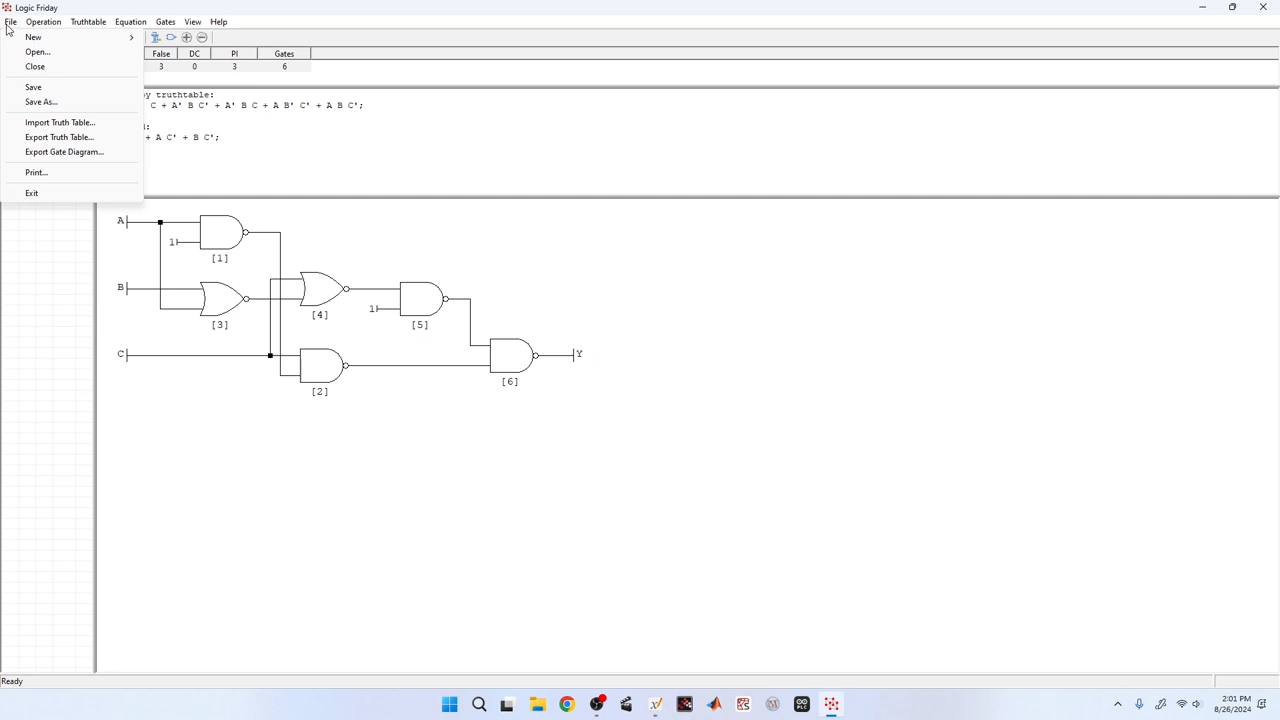 Logic Friday
File Operation Truthtable Equation Gates View Help
New
Open...
Close
Save
Save As...
Import Truth Table...
Export Truth Table...
Export Gate Diagram...
Print...
Exit
False DC PI Gates
3 0 3 6
by truthtable:
C + A' B C' + A' B C + A B' C' + A B C';
d:
+ A C' + B C';
A
1
[1]
B
[3]
[4]
1
[5]
C
[2]
Y
[6]
Ready
PLC
2:01 PM
8/26/2024